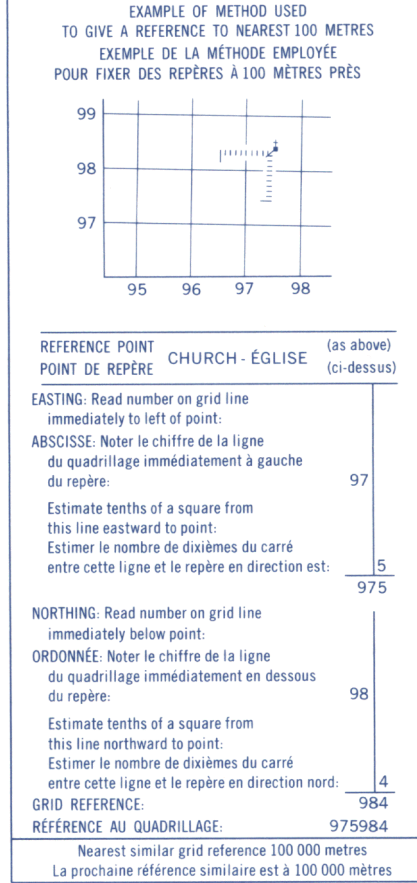 EXAMPLE OF METHOD USED
TO GIVE A REFERENCE TO NEAREST 100 METRES
EXEMPLE DE LA MÉTHODE EMPLOYÉE
POUR FIXER DES REPÈRES À 100 MÈTRES PRÈS
99
98
97
95 96 97 98
REFERENCE POINT
POINT DE REPÈRE
CHURCH - ÉGLISE
(as above)
(ci-dessus)
EASTING: Read number on grid line
immediately to left of point:
ABSCISSE: Noter le chiffre de la ligne
du quadrillage immédiatement à gauche
du repère: 97
Estimate tenths of a square from
this line eastward to point:
Estimer le nombre de dixièmes du carré
entre cette ligne et le repère en direction est: 5
975
NORTHING: Read number on grid line
immediately below point:
ORDONNÉE: Noter le chiffre de la ligne
du quadrillage immédiatement en dessous
du repère: 98
Estimate tenths of a square from
this line northward to point:
Estimer le nombre de dixièmes du carré
entre cette ligne et le repère en direction nord: 4
GRID REFERENCE: 984
RÉFÉRENCE AU QUADRILLAGE: 975984
Nearest similar grid reference 100 000 metres
La prochaine référence similaire est à 100 000 mètres